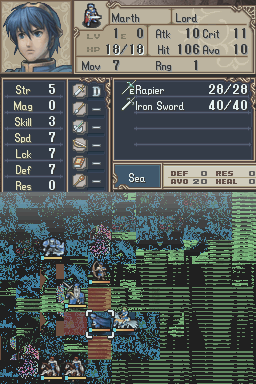 Marth Lord
LV 1 E 0 Atk 10 Crit 11
HP 18/18 Hit 106 Avo 10
Mov 7 Rng 1
Str 5 D Rapier 28/28
Mag 0 — Iron Sword 40/40
Skill 3 —
Spd 7 —
Lck 7 —
Def 7 — Sea DEF 0 RES 0
Res 0 AVO 20 HEAL 0